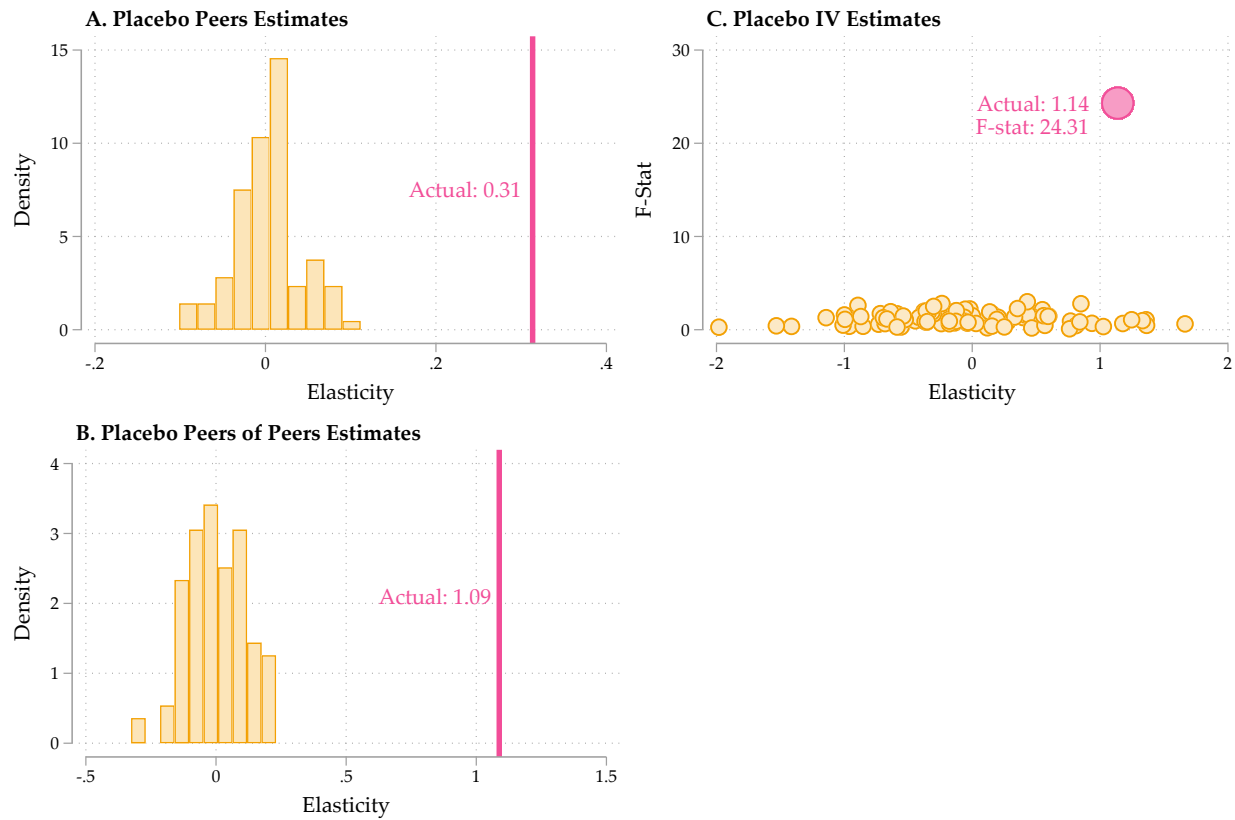 A. Placebo Peers Estimates
15
10
5
0
Density
-.2
0
.2
.4
Elasticity
Actual: 0.31
C. Placebo IV Estimates
30
20
10
0
F-Stat
-2
-1
0
1
2
Elasticity
Actual: 1.14
F-stat: 24.31
B. Placebo Peers of Peers Estimates
4
3
2
1
0
Density
-.5
0
.5
1
1.5
Elasticity
Actual: 1.09